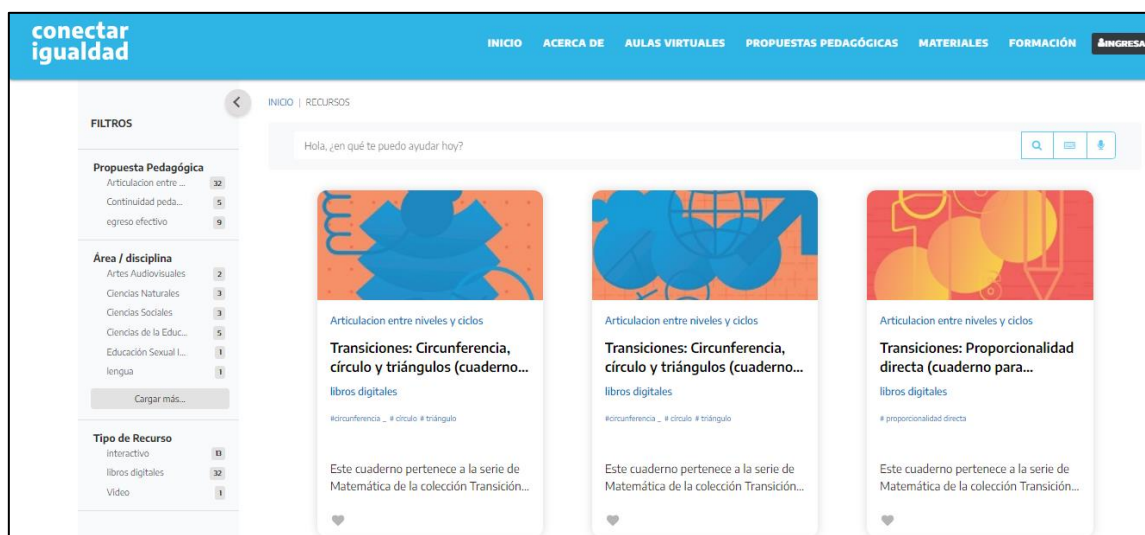 conectar
igualdad
INICIO ACERCA DE AULAS VIRTUALES PROPUESTAS PEDAGÓGICAS MATERIALES FORMACIÓN INGRESA
INICIO | RECURSOS
FILTROS
Hola, ¿en qué te puedo ayudar hoy?
Propuesta Pedagógica
Articulacion entre ... 32
Continuidad peda... 5
egreso efectivo 9
Área / disciplina
Artes Audiovisuales 2
Ciencias Naturales 3
Ciencias Sociales 3
Ciencias de la Educ... 5
Educación Sexual I... 1
lengua 1
Cargar más...
Tipo de Recurso
interactivo 13
libros digitales 32
Video 1
Articulacion entre niveles y ciclos
Transiciones: Circunferencia,
círculo y triángulos (cuaderno...
libros digitales
#circunferencia _ # círculo # triángulo
Este cuaderno pertenece a la serie de
Matemática de la colección Transición...
Articulacion entre niveles y ciclos
Transiciones: Circunferencia,
círculo y triángulos (cuaderno...
libros digitales
#circunferencia _ # círculo # triángulo
Este cuaderno pertenece a la serie de
Matemática de la colección Transición...
Articulacion entre niveles y ciclos
Transiciones: Proporcionalidad
directa (cuaderno para...
libros digitales
# proporcionalidad directa
Este cuaderno pertenece a la serie de
Matemática de la colección Transición...